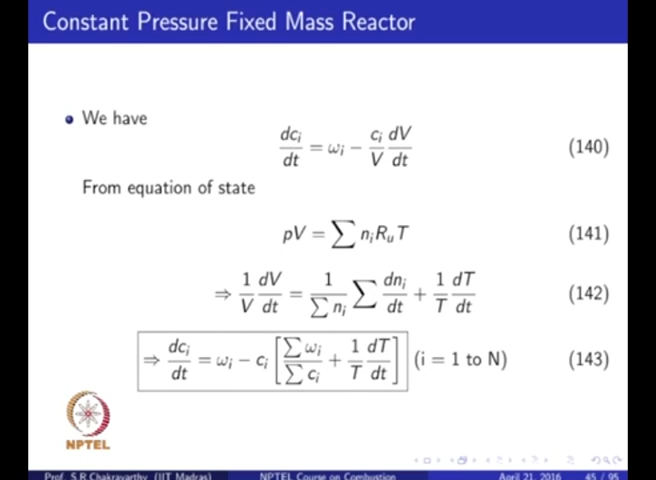 Constant Pressure Fixed Mass Reactor
We have
dc_i/dt = ω_i − c_i/V dV/dt (140)
From equation of state
pV = ∑ n_i R_u T (141)
⇒ 1/V dV/dt = 1/∑ n_i ∑ dn_i/dt + 1/T dT/dt (142)
⇒ dc_i/dt = ω_i − c_i [ ∑ ω_i/∑ c_i + 1/T dT/dt ] (i = 1 to N) (143)
NPTEL
Prof. S.R.Chakravarthy (IIT Madras) NPTEL Course on Combustion April 21, 2016 45 / 95